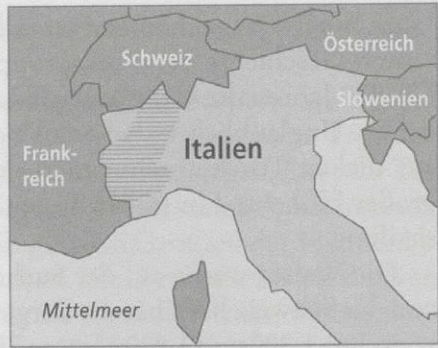 Österreich
Schweiz
Slowenien
Frank-
reich
Italien
Mittelmeer